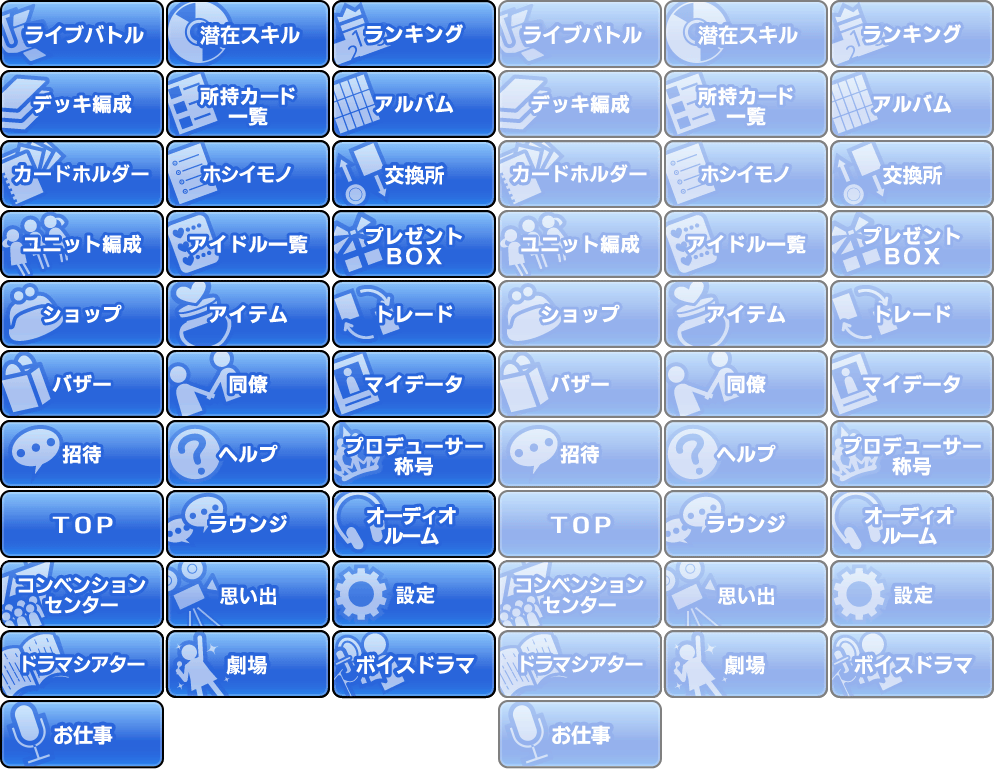 ライブバトル
潜在スキル
ランキング
ライブバトル
潜在スキル
ランキング
デッキ編成
所持カード
一覧
アルバム
デッキ編成
所持カード
一覧
アルバム
カードホルダー
ホシイモノ
交換所
カードホルダー
ホシイモノ
交換所
ユニット編成
アイドル一覧
プレゼント
BOX
ユニット編成
アイドル一覧
プレゼント
BOX
ショップ
アイテム
トレード
ショップ
アイテム
トレード
バザー
同僚
マイデータ
バザー
同僚
マイデータ
招待
ヘルプ
プロデューサー
称号
招待
ヘルプ
プロデューサー
称号
TOP
ラウンジ
オーディオ
ルーム
TOP
ラウンジ
オーディオ
ルーム
コンベンション
センター
思い出
設定
コンベンション
センター
思い出
設定
ドラマシアター
劇場
ボイスドラマ
ドラマシアター
劇場
ボイスドラマ
お仕事
お仕事